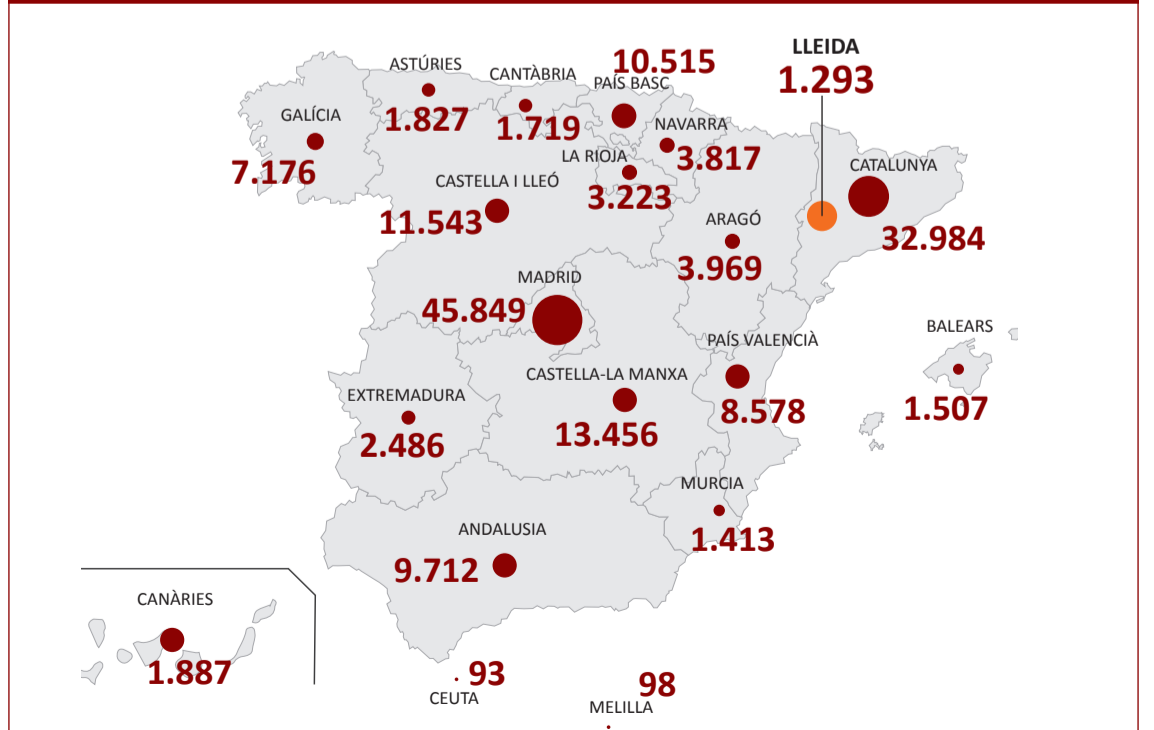 LLEIDA
1.293
ASTÚRIES
1.827
CANTÀBRIA
1.719
10.515
PAÍS BASC
GALÍCIA
7.176
NAVARRA
3.817
LA RIOJA
3.223
CATALUNYA
32.984
CASTELLA I LLEÓ
11.543
ARAGÓ
3.969
MADRID
45.849
PAÍS VALENCIÀ
8.578
BALEARS
1.507
CASTELLA-LA MANXA
13.456
EXTREMADURA
2.486
MURCIA
1.413
ANDALUSIA
9.712
CANÀRIES
1.887
93
CEUTA
98
MELILLA